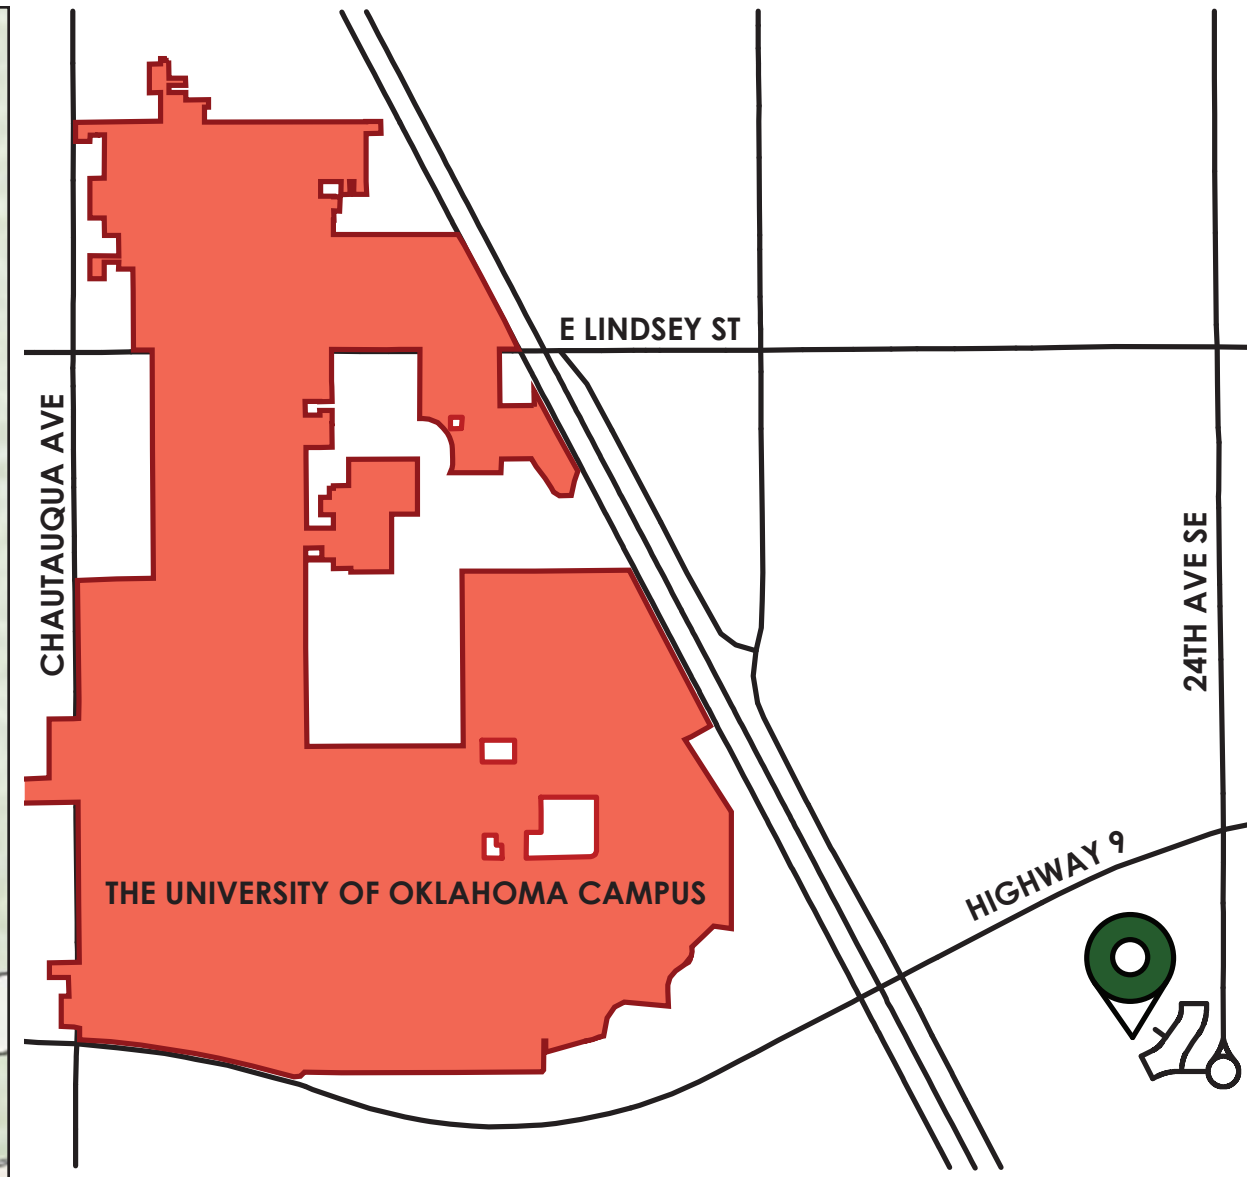 E LINDSEY ST
CHAUTAUQUA AVE
24TH AVE SE
HIGHWAY 9
THE UNIVERSITY OF OKLAHOMA CAMPUS